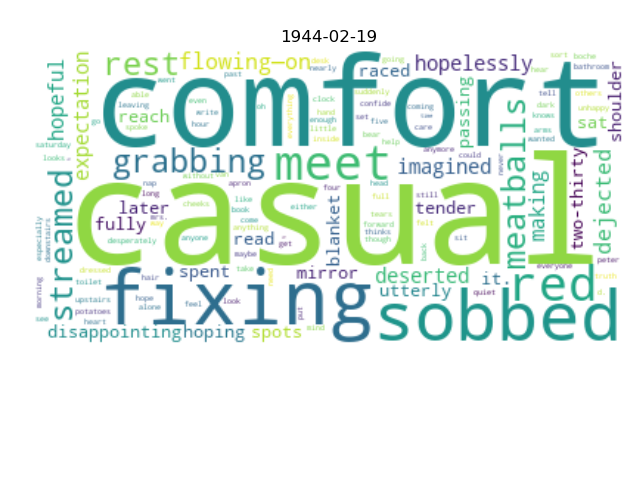 1944-02-19
comfort
casual
fixing
sobbed
red
meet
rest
flowing—on
raced
hopelessly
hopeful
expectation
reach
grabbing
imagined
passing
sat
shoulder
streamed
later
fully
tender
read
blanket
meatballs
making
two-thirty
dejected
spent
mirror
deserted
it.
utterly
disappointing
hoping
spots
able
leaving
spoke
went
past
even
write
hour
oh
everything
desk
nearly
clock
hand
enough
little
inside
suddenly
confide
set
five
bear
help
going
coming
see
care
anymore
could
never
hear
dark
knows
arms
wanted
tell
sort
boche
bathroom
others
unhappy
go
saturday
looks
nap
long
without
can
apron
cheeks
like
book
come
mrs.
way
desperately
anyone
anything
maybe
get
either
four
head
full
tears
forward
thinks
though
still
felt
back
sit
especially
downstairs
morning
see
dressed
toilet
upstairs
potatoes
heart
hair
hope
alone
feel
look
take
need
put
mind
quiet
everyone
peter
truth
d.